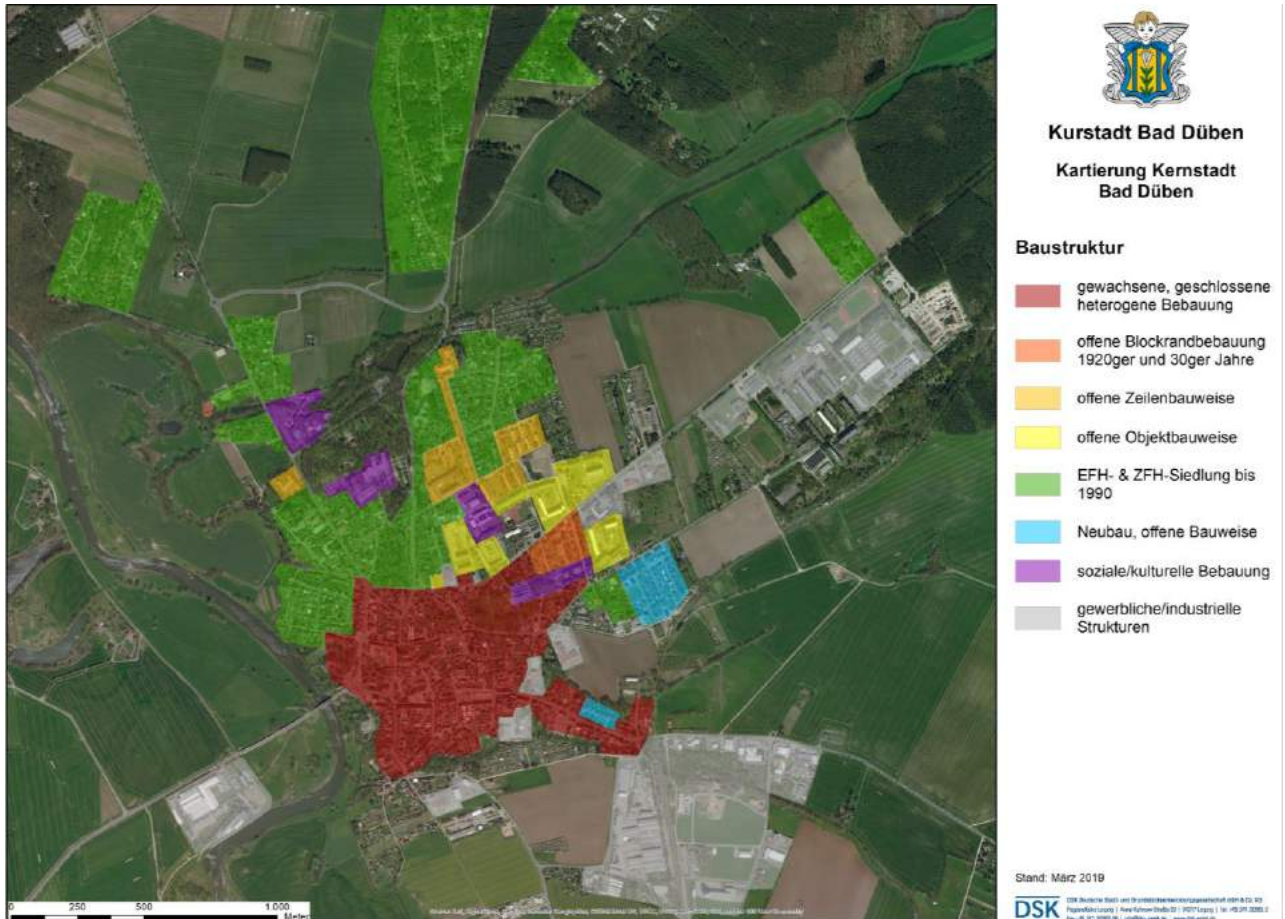 Kurstadt Bad Düben
Kartierung Kernstadt
Bad Düben
Baustruktur
gewachsene, geschlossene
heterogene Bebauung
offene Blockrandbebauung
1920ger und 30ger Jahre
offene Zeilenbauweise
offene Objektbauweise
EFH- & ZFH-Siedlung bis
1990
Neubau, offene Bauweise
soziale/kulturelle Bebauung
gewerbliche/industrielle
Strukturen
Stand: März 2019
DSK
0 250 500 1.000
Meter